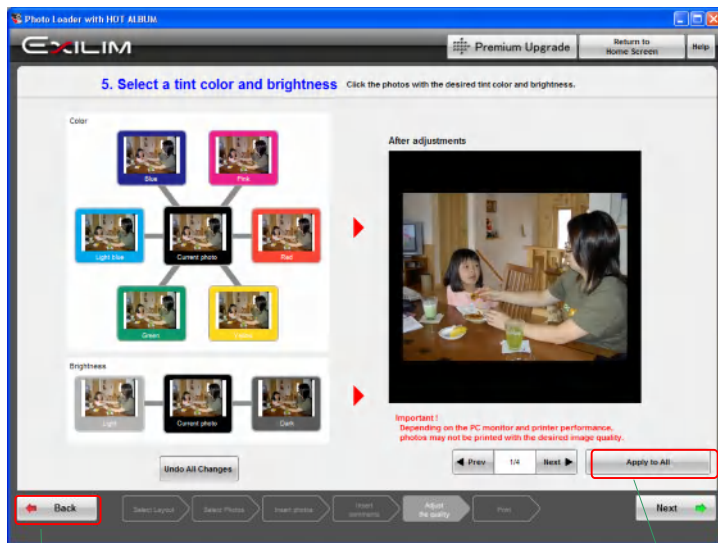 Photo Loader with HOT ALBUM
EXILIM
Premium Upgrade
Return to
Home Screen
Help
5. Select a tint color and brightness
Click the photos with the desired tint color and brightness.
Color
Blue
Pink
Light blue
Current photo
Red
Green
Yellow
Brightness
Light
Current photo
Dark
Undo All Changes
After adjustments
Important !
Depending on the PC monitor and printer performance,
photos may not be printed with the desired image quality.
Prev
1/4
Next
Apply to All
Back
Select Layout
Select Photos
Insert photos
Insert
comments
Adjust
the quality
Print
Next